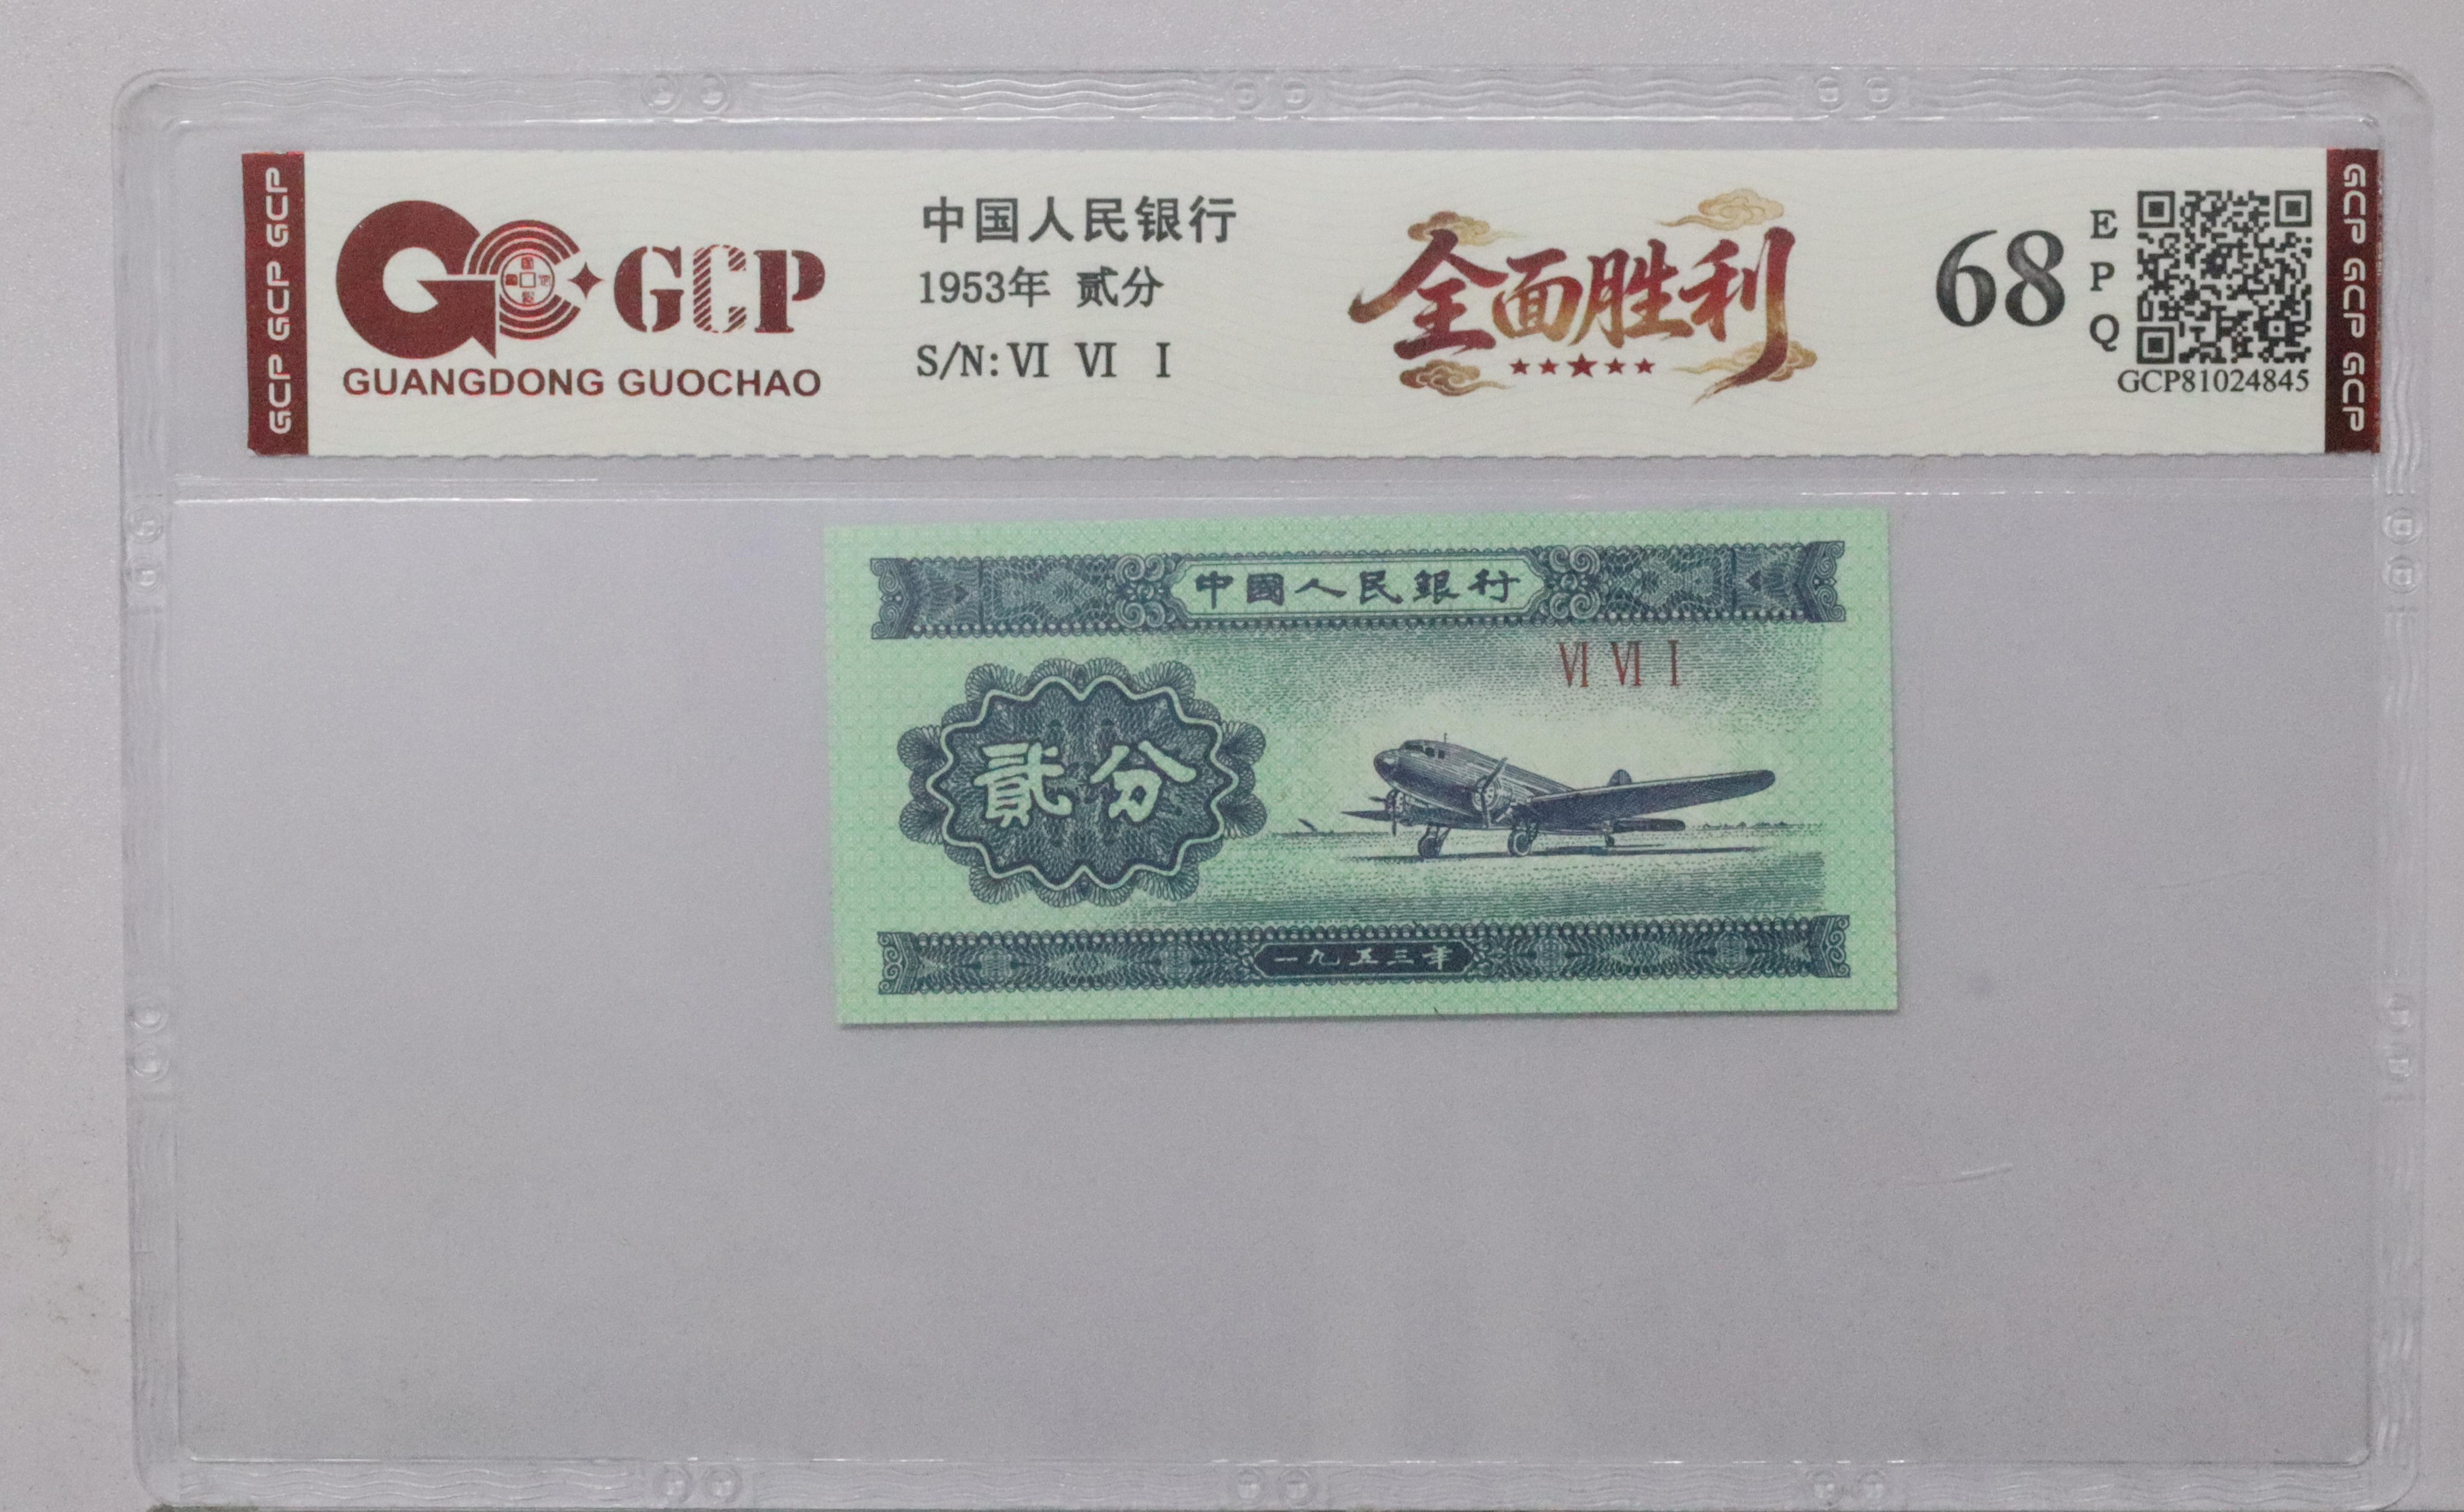 GCP GCP GCP
GCP
GUANGDONG GUOCHAO
中国人民银行
1953年 贰分
S/N: Ⅵ Ⅵ Ⅰ
全面胜利
68
EPQ
GCP81024845
GCP GCP GCP
中國人民銀行
Ⅵ Ⅵ Ⅰ
貳分
一九五三年